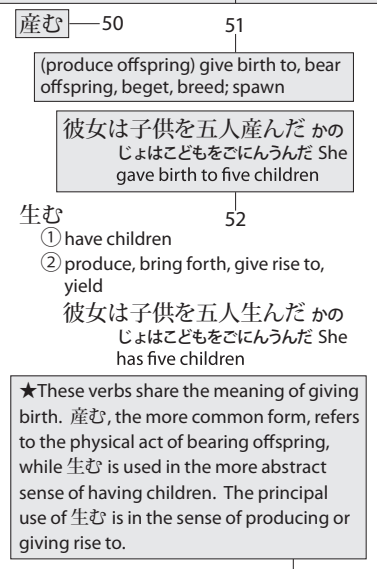 産む 50 51
(produce offspring) give birth to, bear
offspring, beget, breed; spawn
彼女は子供を五人産んだ かの
じょはこどもをごにんうんだ She
gave birth to five children
生む 52
① have children
② produce, bring forth, give rise to,
yield
彼女は子供を五人生んだ かの
じょはこどもをごにんうんだ She
has five children
★These verbs share the meaning of giving
birth. 産む, the more common form, refers
to the physical act of bearing offspring,
while 生む is used in the more abstract
sense of having children. The principal
use of 生む is in the sense of producing or
giving rise to.